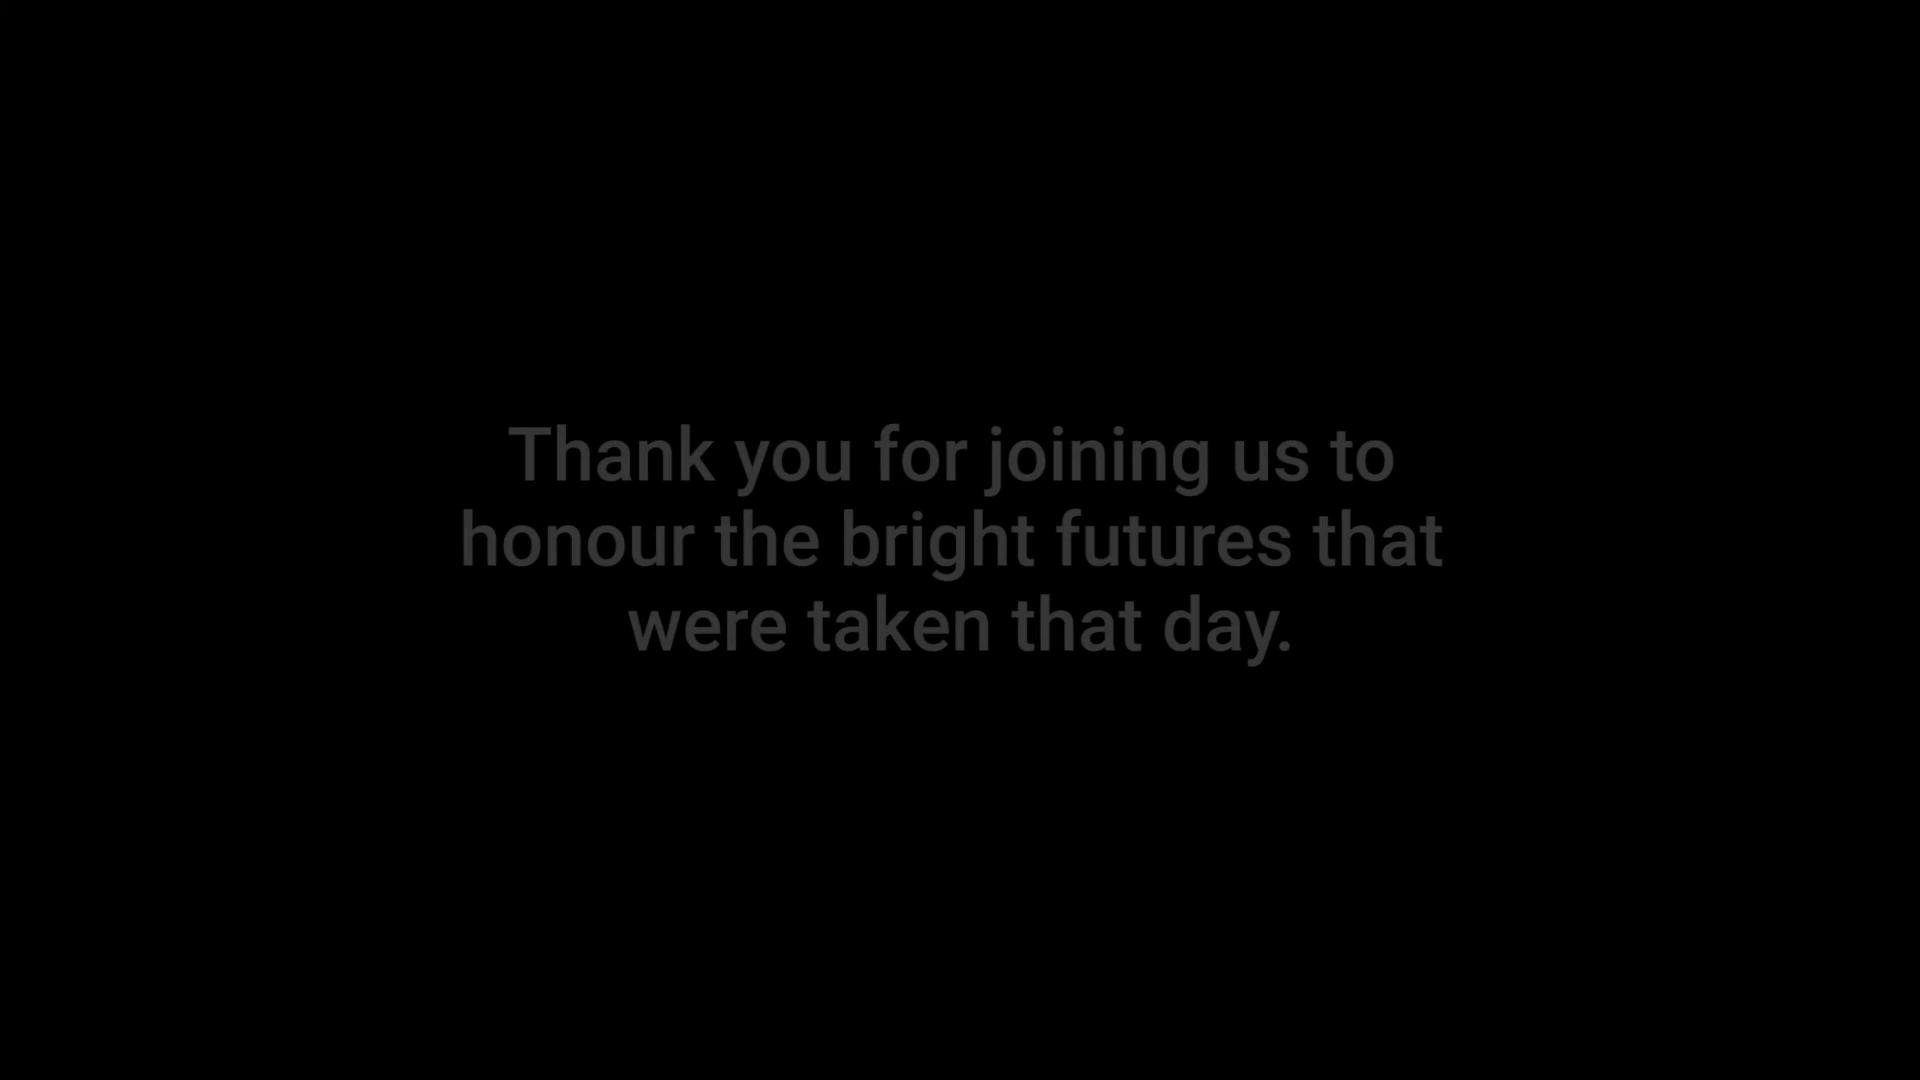 Thank you for joining us to
honour the bright futures that
were taken that day.